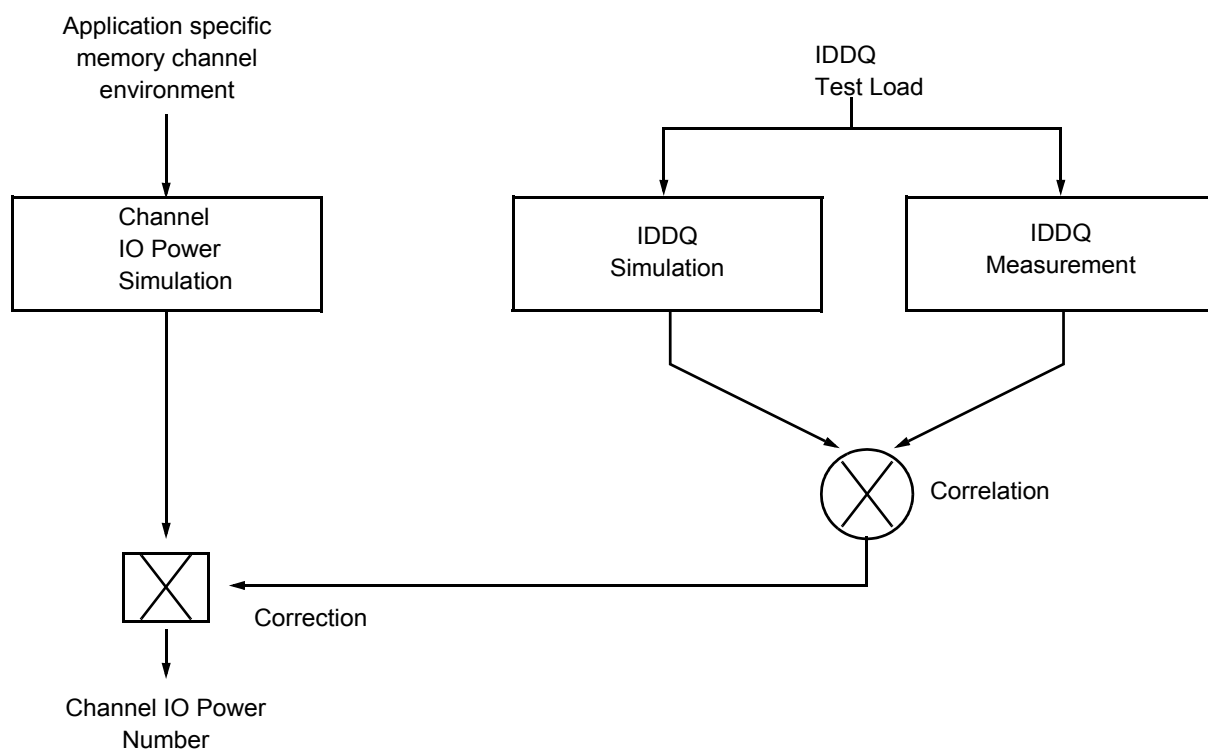 Application specific
memory channel
environment
IDDQ
Test Load
Channel
IO Power
Simulation
IDDQ
Simulation
IDDQ
Measurement
Correlation
Correction
Channel IO Power
Number